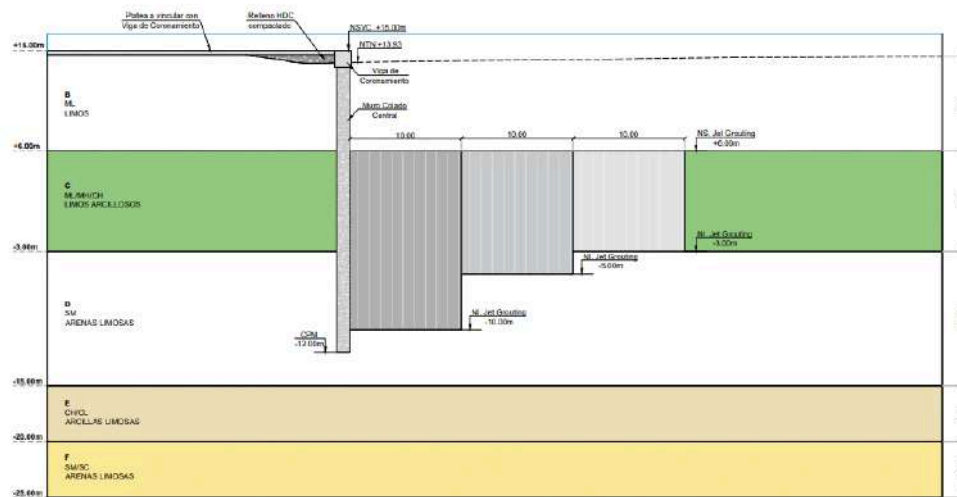 Platea a vincular con
Viga de Coronamiento
Relleno HDC
compactado
NSVC +15.00m
NTN +13.93
+15.00m
Viga de
Coronamiento
B
ML
LIMOS
Muro Colado
Central
10.00
10.00
10.00
NS. Jet Grouting
+6.00m
+6.00m
C
ML/MH/CH
LIMOS ARCILLOSOS
NI. Jet Grouting
-3.00m
-3.00m
NI. Jet Grouting
-5.00m
D
SM
ARENAS LIMOSAS
NI. Jet Grouting
-10.00m
CPM
-12.00m
-15.00m
E
CH/CL
ARCILLAS LIMOSAS
-20.00m
F
SM/SC
ARENAS LIMOSAS
-25.00m